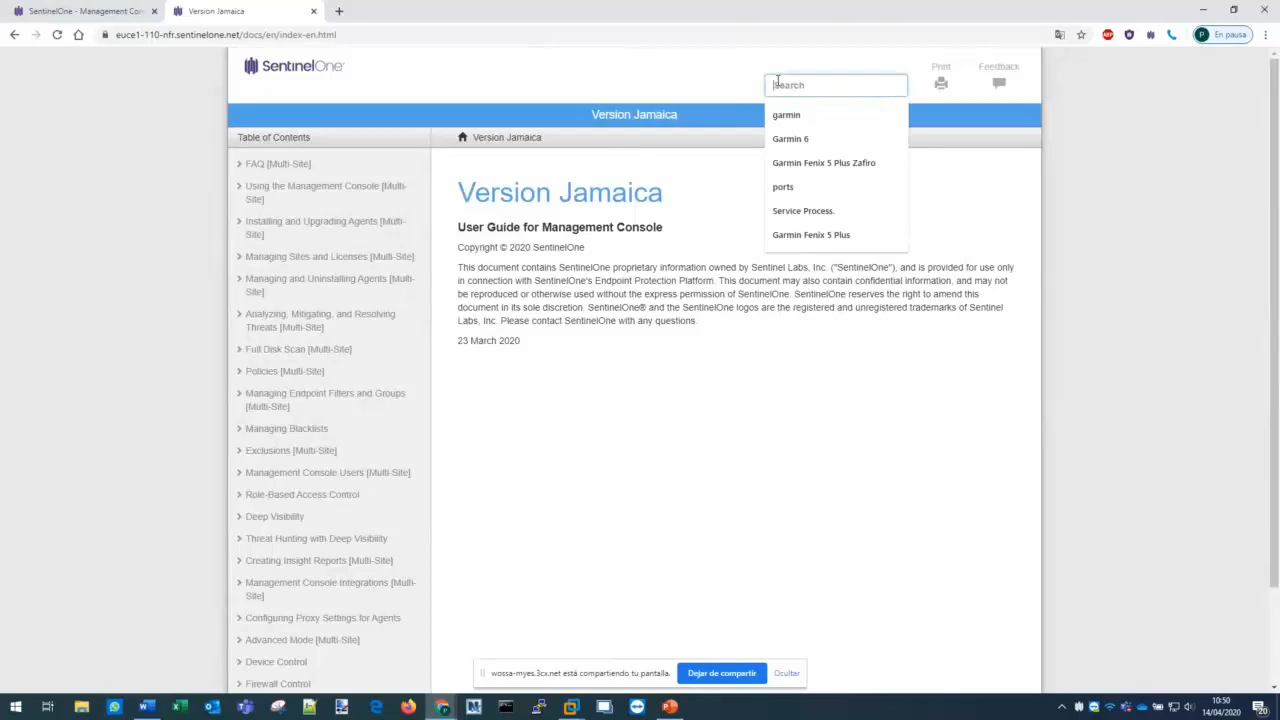 SentinelOne - Management Con
Version Jamaica
euce1-110-nfr.sentinelone.net/docs/en/index-en.html
ABP
P
En pausa
SentinelOne
Print
Feedback
Search
garmin
Garmin 6
Garmin Fenix 5 Plus Zafiro
ports
Service Process.
Garmin Fenix 5 Plus
Version Jamaica
Table of Contents
Version Jamaica
FAQ [Multi-Site]
Using the Management Console [Multi-
Site]
Installing and Upgrading Agents [Multi-
Site]
Managing Sites and Licenses [Multi-Site]
Managing and Uninstalling Agents [Multi-
Site]
Analyzing, Mitigating, and Resolving
Threats [Multi-Site]
Full Disk Scan [Multi-Site]
Policies [Multi-Site]
Managing Endpoint Filters and Groups
[Multi-Site]
Managing Blacklists
Exclusions [Multi-Site]
Management Console Users [Multi-Site]
Role-Based Access Control
Deep Visibility
Threat Hunting with Deep Visibility
Creating Insight Reports [Multi-Site]
Management Console Integrations [Multi-
Site]
Configuring Proxy Settings for Agents
Advanced Mode [Multi-Site]
Device Control
Firewall Control
Version Jamaica
User Guide for Management Console
Copyright © 2020 SentinelOne
This document contains SentinelOne proprietary information owned by Sentinel Labs, Inc. ("SentinelOne"), and is provided for use only
in connection with SentinelOne's Endpoint Protection Platform. This document may also contain confidential information, and may not
be reproduced or otherwise used without the express permission of SentinelOne. SentinelOne reserves the right to amend this
document in its sole discretion. SentinelOne® and the SentinelOne logos are the registered and unregistered trademarks of Sentinel
Labs, Inc. Please contact SentinelOne with any questions.
23 March 2020
wossa-myes.3cx.net está compartiendo tu pantalla.
Dejar de compartir
Ocultar
10:50
14/04/2020
20